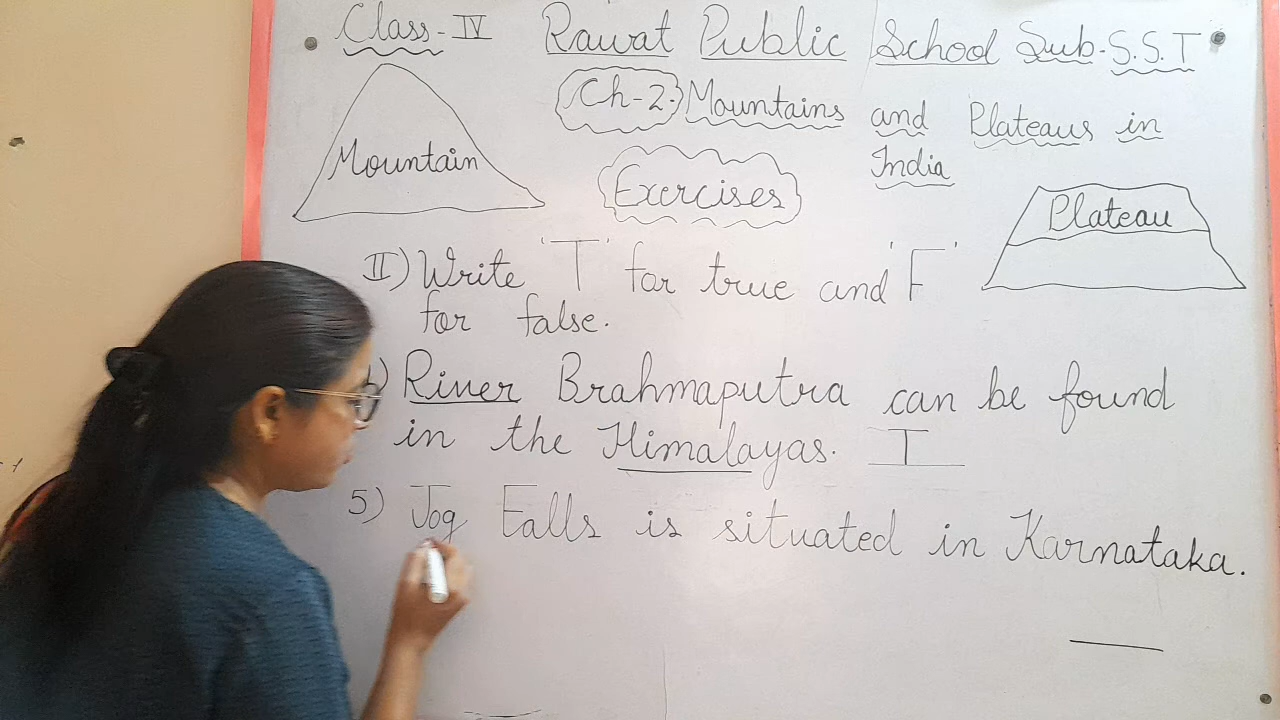 Class-IV Rawat Public School Sub.S.S.T
Ch-2. Mountains and Plateaus in
India
Mountain
Exercises
Plateau
II) Write 'T' for true and 'F'
for false.
) River Brahmaputra can be found
in the Himalayas. T
5) Jog Falls is situated in Karnataka.